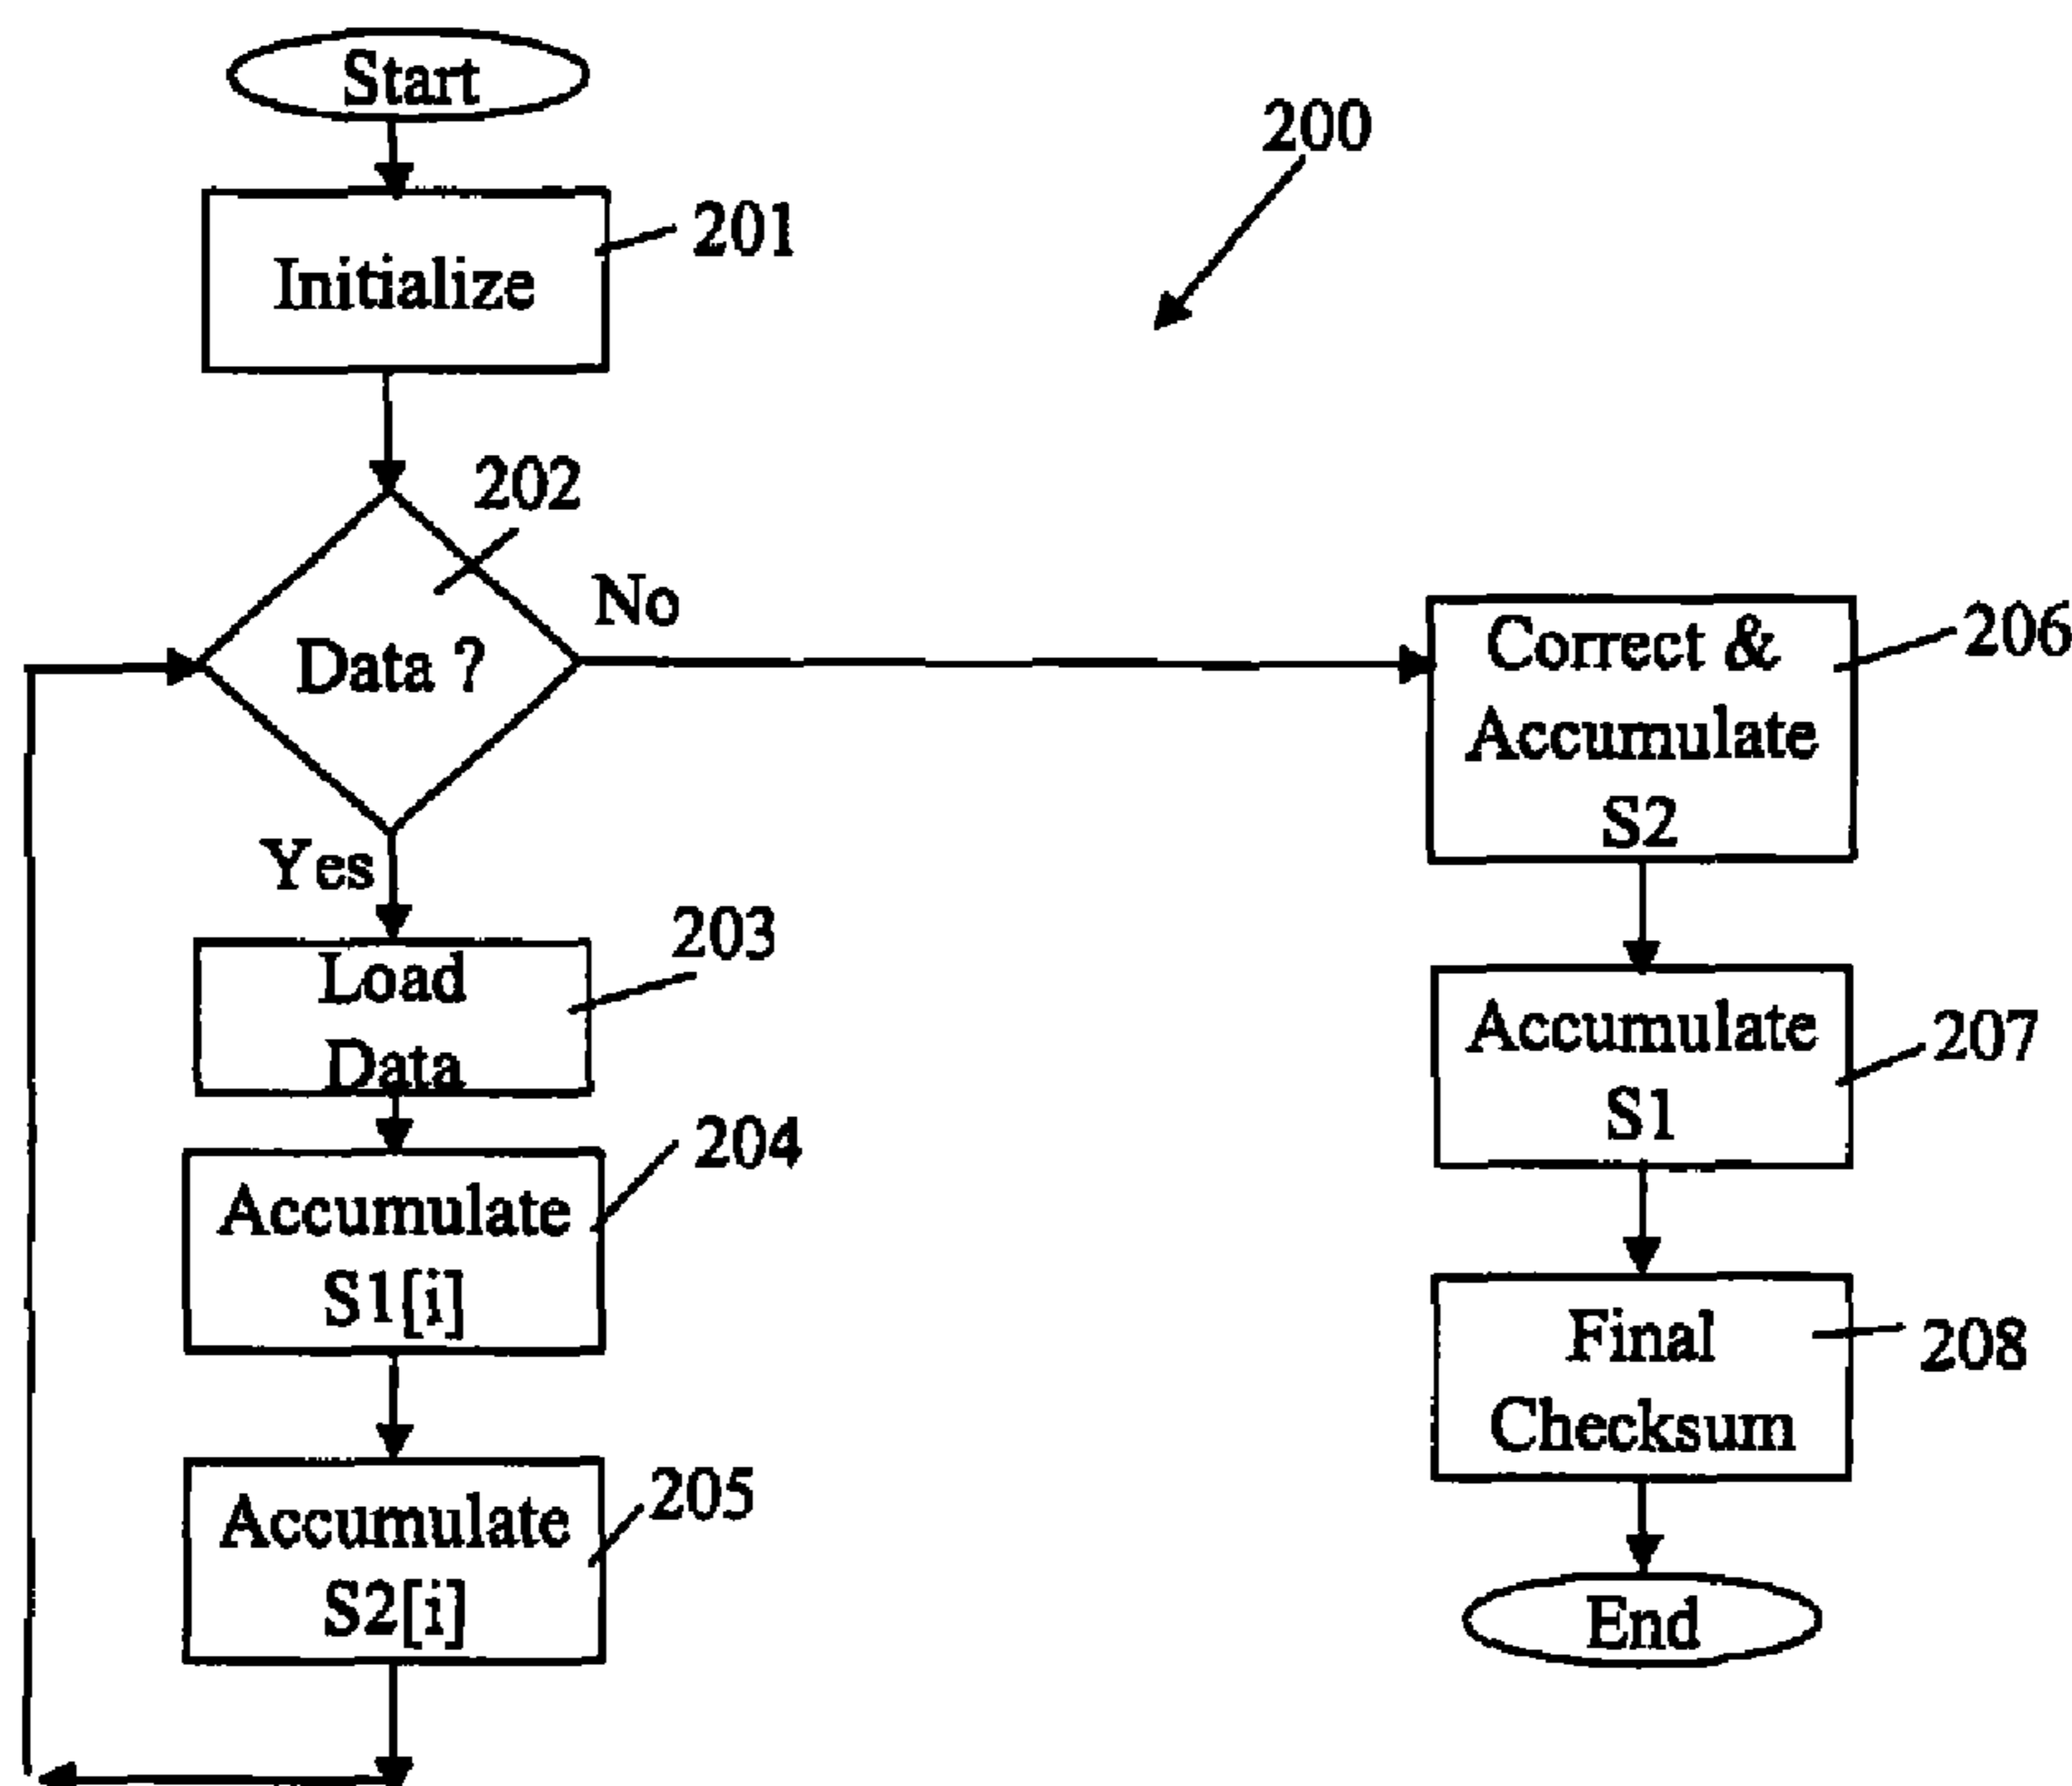 Start
200
201
Initialize
202
No
Data ?
Yes
203
Load
Data
204
Accumulate
S1[i]
205
Accumulate
S2[i]
206
Correct &
Accumulate
S2
207
Accumulate
S1
208
Final
Checksum
End